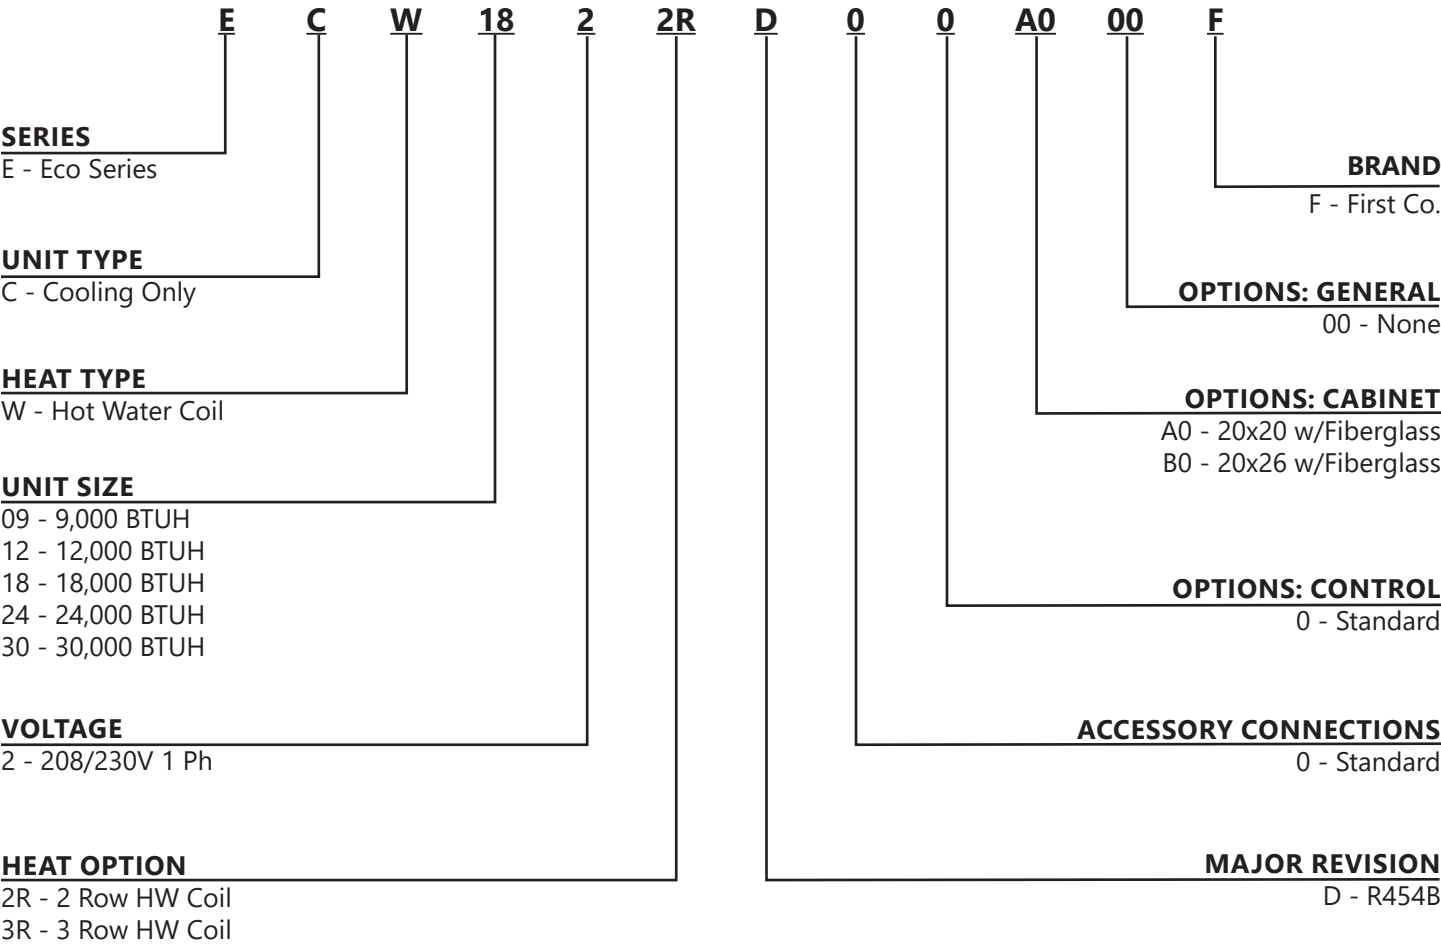 E C W 18 2 2R D 0 0 A0 00 F
SERIES
E - Eco Series
UNIT TYPE
C - Cooling Only
HEAT TYPE
W - Hot Water Coil
UNIT SIZE
09 - 9,000 BTUH
12 - 12,000 BTUH
18 - 18,000 BTUH
24 - 24,000 BTUH
30 - 30,000 BTUH
VOLTAGE
2 - 208/230V 1 Ph
HEAT OPTION
2R - 2 Row HW Coil
3R - 3 Row HW Coil
BRAND
F - First Co.
OPTIONS: GENERAL
00 - None
OPTIONS: CABINET
A0 - 20x20 w/Fiberglass
B0 - 20x26 w/Fiberglass
OPTIONS: CONTROL
0 - Standard
ACCESSORY CONNECTIONS
0 - Standard
MAJOR REVISION
D - R454B